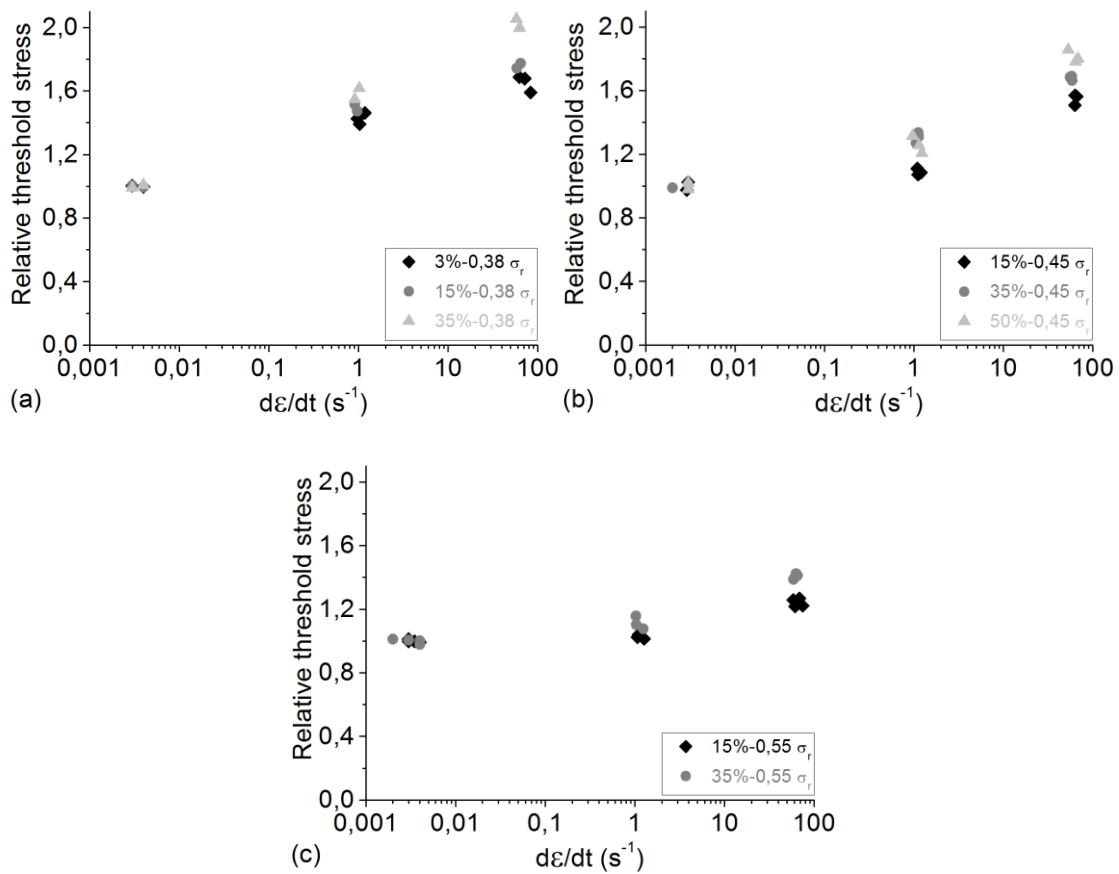 Relative threshold stress
2,0
1,6
1,2
0,8
0,4
0,0
3%-0,38 σr
15%-0,38 σr
35%-0,38 σr
0,001
0,01
0,1
1
10
100
dε/dt (s-1)
(a)
Relative threshold stress
2,0
1,6
1,2
0,8
0,4
0,0
15%-0,45 σr
35%-0,45 σr
50%-0,45 σr
0,001
0,01
0,1
1
10
100
dε/dt (s-1)
(b)
Relative threshold stress
2,0
1,6
1,2
0,8
0,4
0,0
15%-0,55 σr
35%-0,55 σr
0,001
0,01
0,1
1
10
100
dε/dt (s-1)
(c)